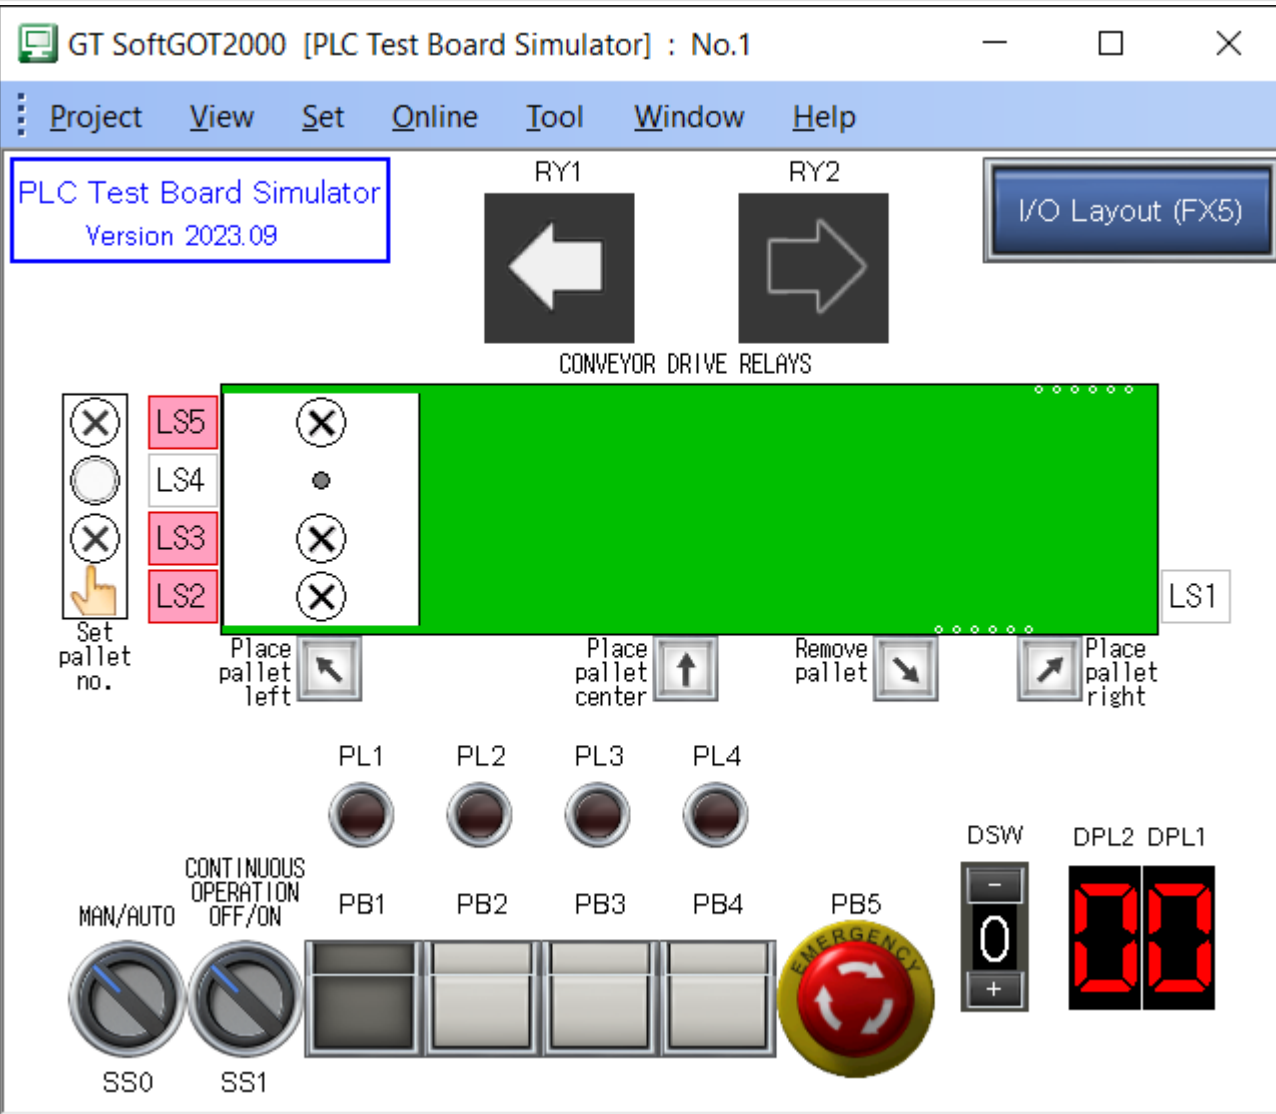 GT SoftGOT2000 [PLC Test Board Simulator] : No.1
Project View Set Online Tool Window Help
PLC Test Board Simulator
Version 2023.09
RY1
RY2
I/O Layout (FX5)
CONVEYOR DRIVE RELAYS
LS5
LS4
LS3
LS2
LS1
Set
pallet
no.
Place
pallet
left
Place
pallet
center
Remove
pallet
Place
pallet
right
PL1
PL2
PL3
PL4
DSW
DPL2 DPL1
MAN/AUTO
CONTINUOUS
OPERATION
OFF/ON
PB1
PB2
PB3
PB4
PB5
EMERGENCY
-
0
+
00
SS0
SS1